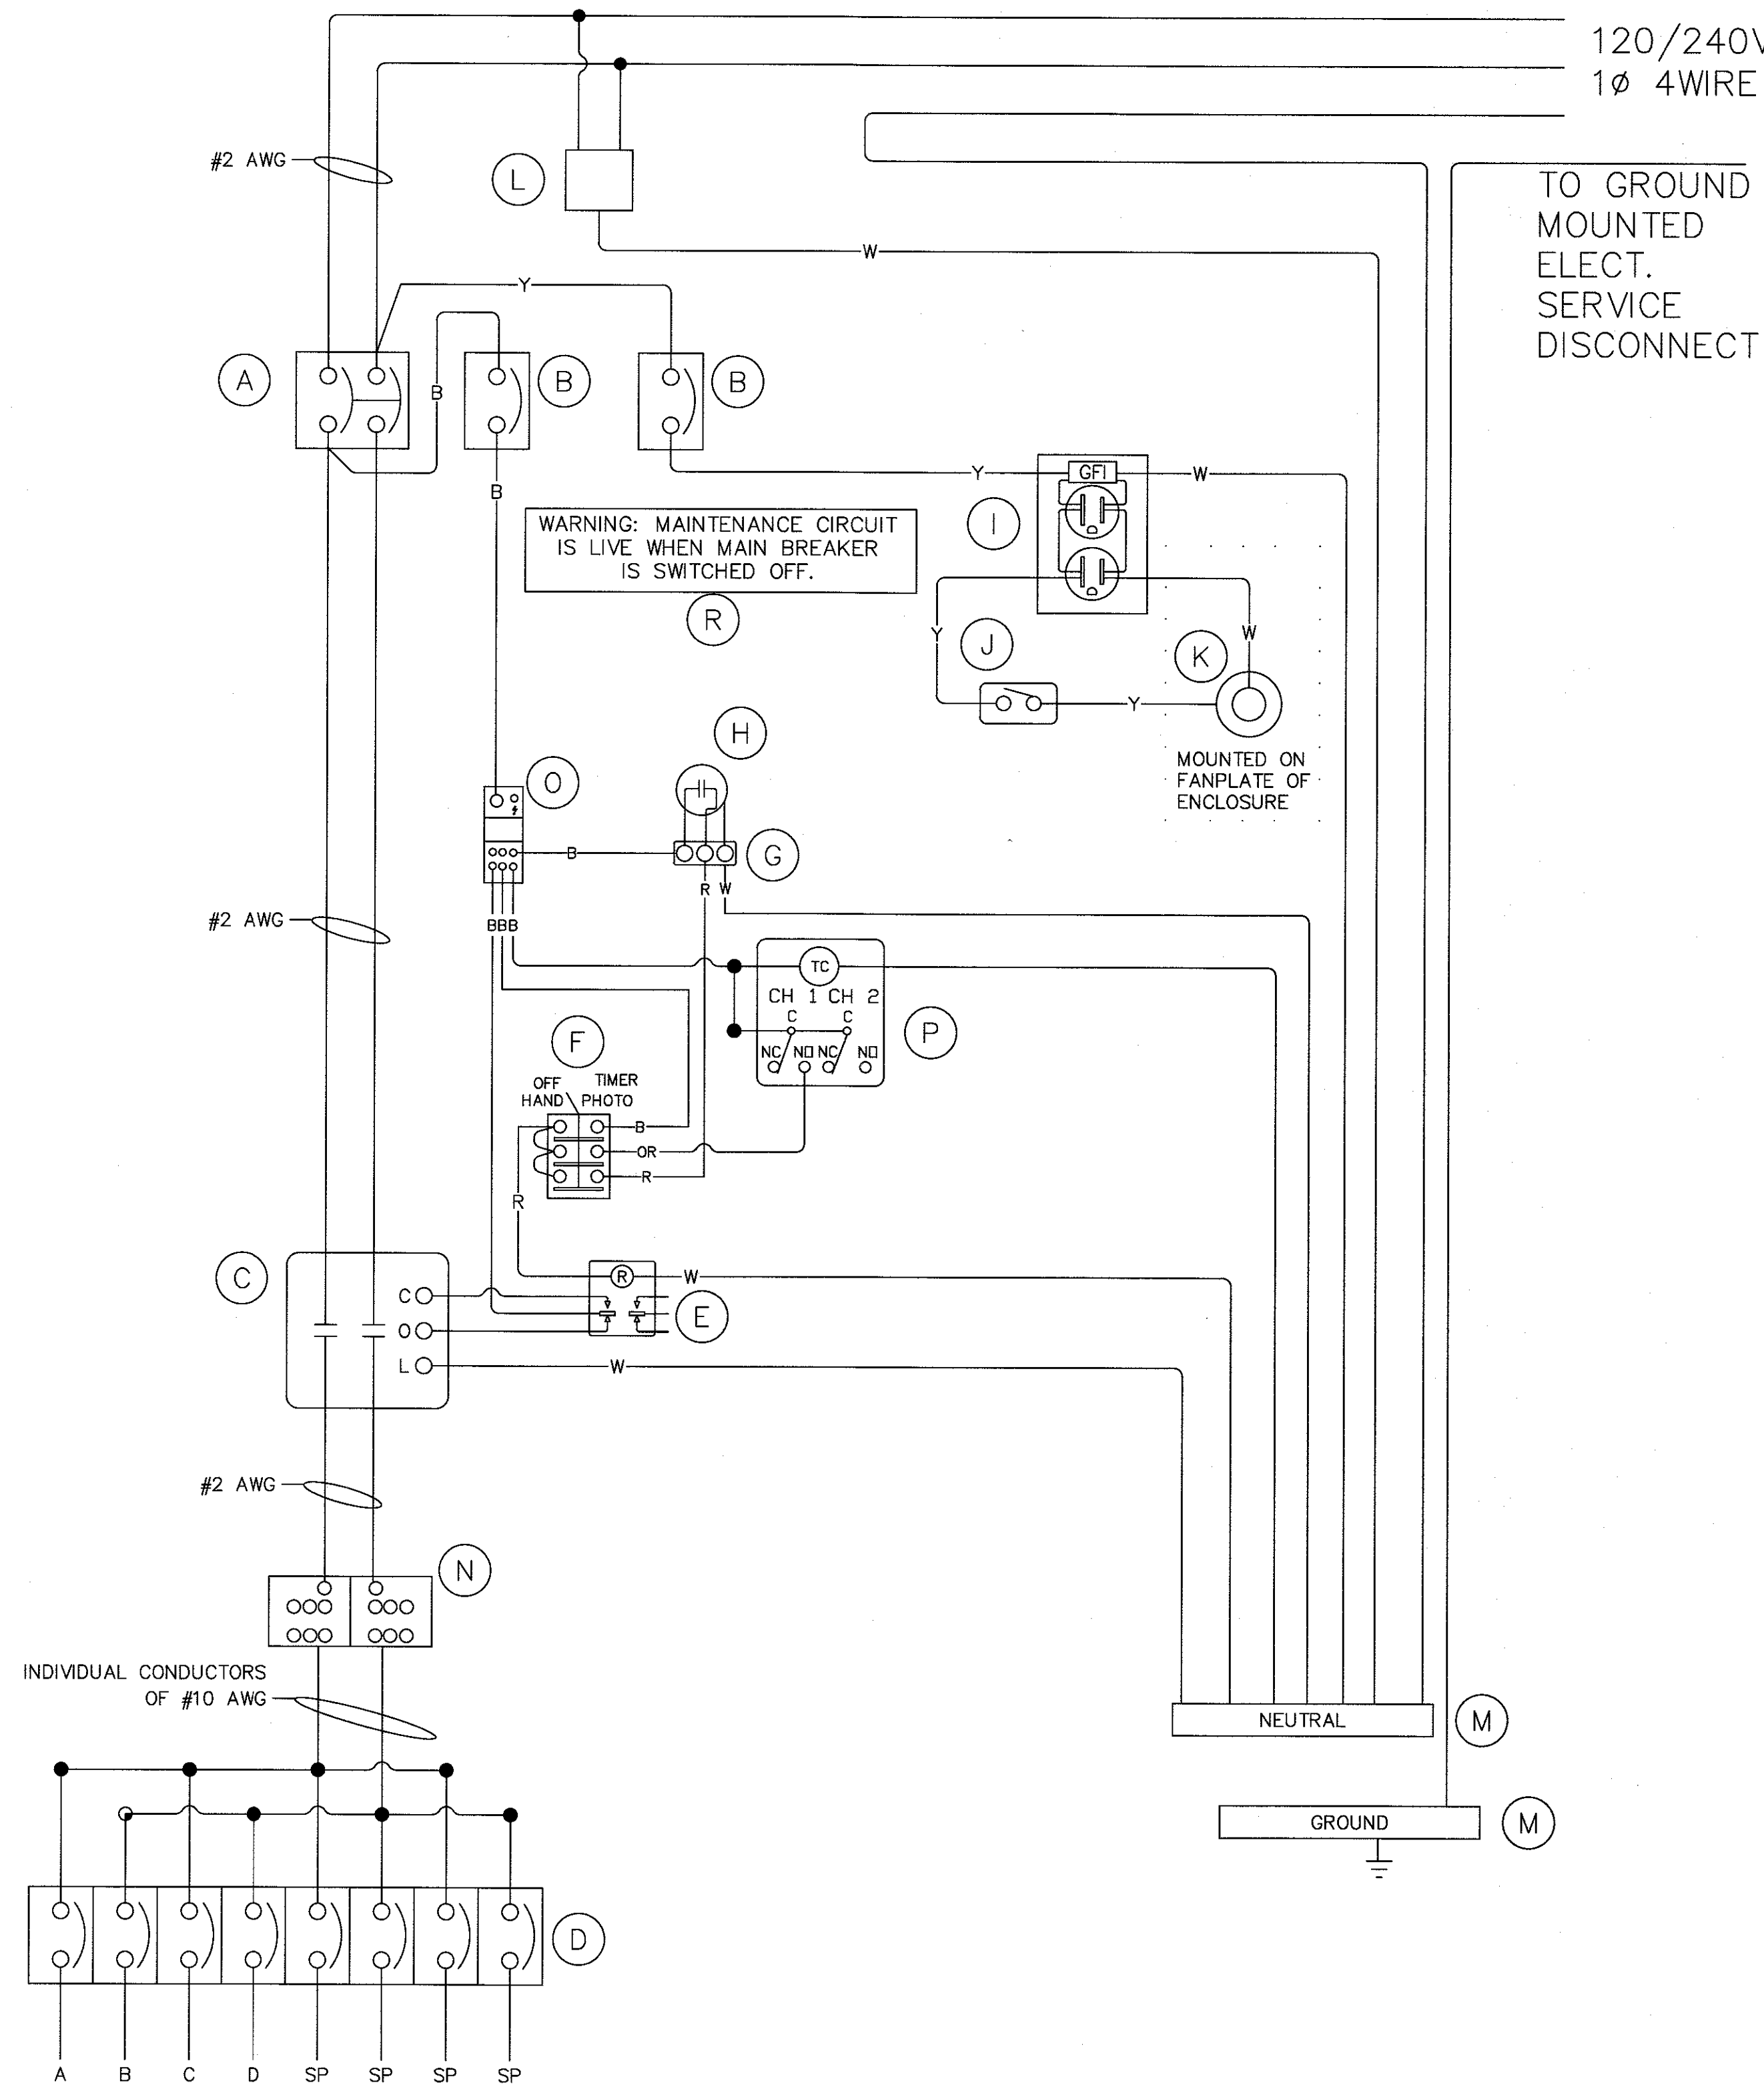 120/240V
1ø 4WIRE
#2 AWG
L
TO GROUND
MOUNTED
ELECT.
SERVICE
DISCONNECT
W
Y
A
B
B
B
B
Y
GFI
W
WARNING: MAINTENANCE CIRCUIT
IS LIVE WHEN MAIN BREAKER
IS SWITCHED OFF.
I
R
Y
J
K
W
Y
H
MOUNTED ON
FANPLATE OF
ENCLOSURE
O
B
G
R W
#2 AWG
BBB
TC
CH 1 CH 2
C C
P
F
NC NO NC NO
OFF TIMER
HAND PHOTO
B
OR
R
R
C
R
W
C
E
O
L
W
#2 AWG
N
INDIVIDUAL CONDUCTORS
OF #10 AWG
NEUTRAL
M
GROUND
M
D
A B C D SP SP SP SP